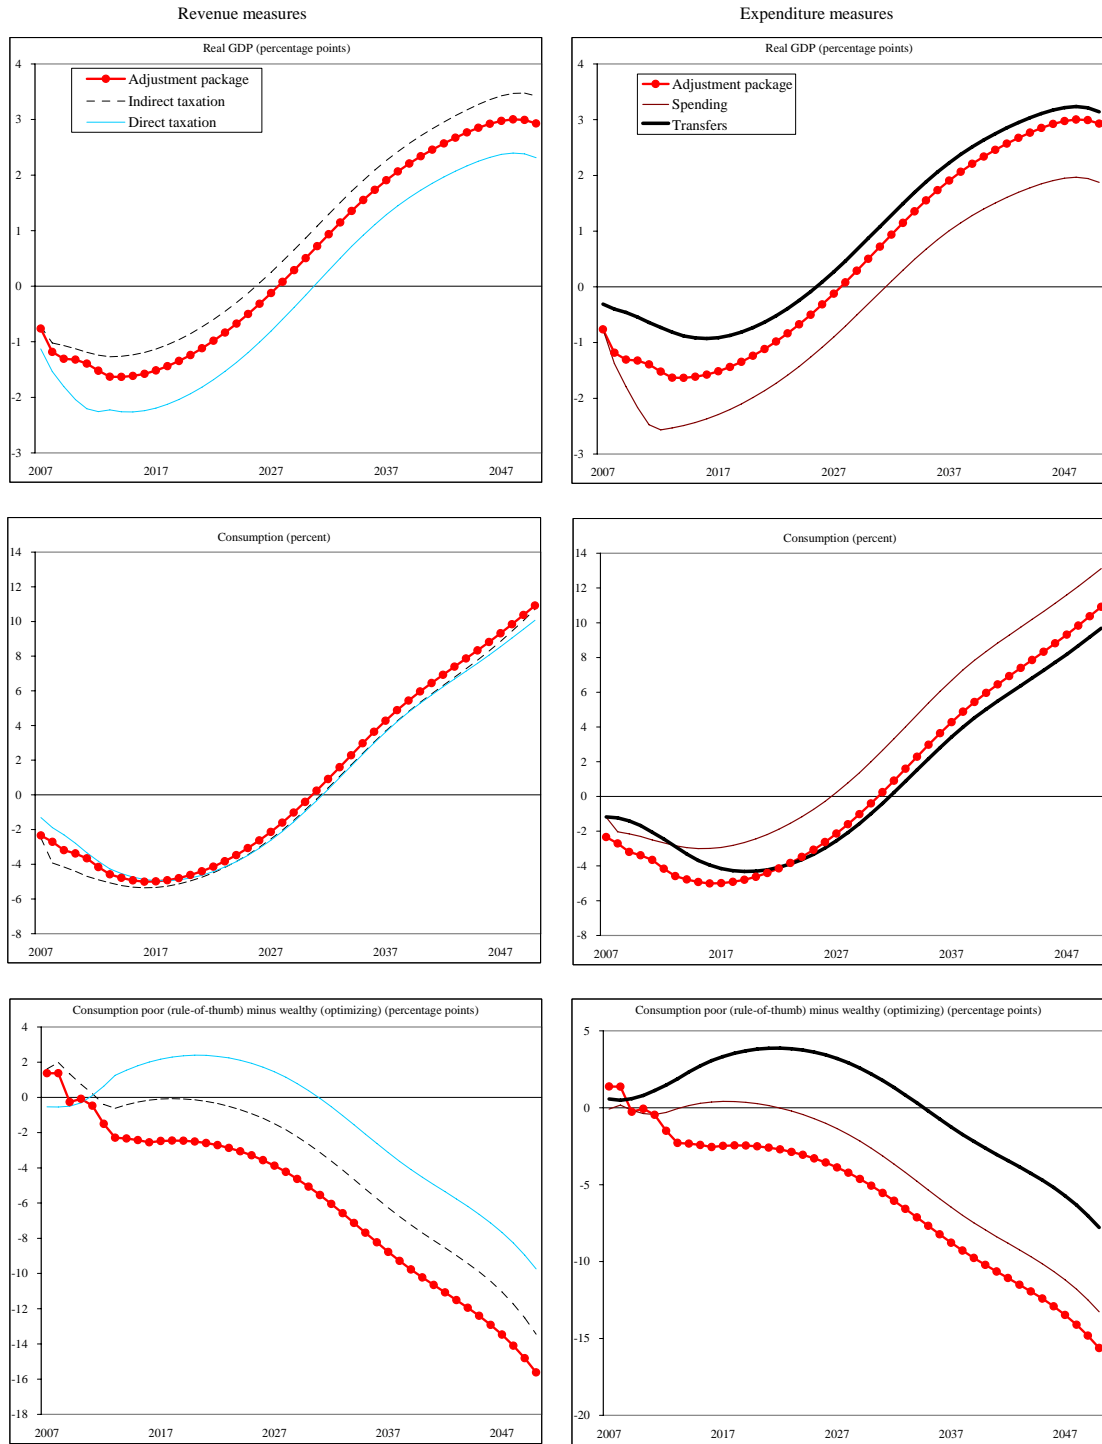 Revenue measures
Expenditure measures
Real GDP (percentage points)
4
3
2
1
0
-1
-2
-3
Adjustment package
Indirect taxation
Direct taxation
2007 2017 2027 2037 2047
Real GDP (percentage points)
4
3
2
1
0
-1
-2
-3
Adjustment package
Spending
Transfers
2007 2017 2027 2037 2047
Consumption (percent)
14
12
10
8
6
4
2
0
-2
-4
-6
-8
2007 2017 2027 2037 2047
Consumption (percent)
14
12
10
8
6
4
2
0
-2
-4
-6
-8
2007 2017 2027 2037 2047
Consumption poor (rule-of-thumb) minus wealthy (optimizing) (percentage points)
4
2
0
-2
-4
-6
-8
-10
-12
-14
-16
-18
2007 2017 2027 2037 2047
Consumption poor (rule-of-thumb) minus wealthy (optimizing) (percentage points)
5
0
-5
-10
-15
-20
2007 2017 2027 2037 2047